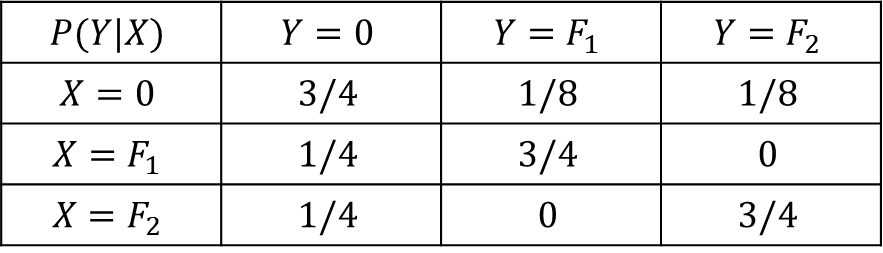 P(Y|X) Y = 0 Y = F₁ Y = F₂
X = 0 3/4 1/8 1/8
X = F₁ 1/4 3/4 0
X = F₂ 1/4 0 3/4